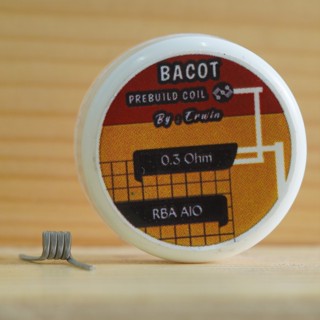 BACOT
PREBUILD COIL
By : Erwin
0.3 Ohm
RBA AIO